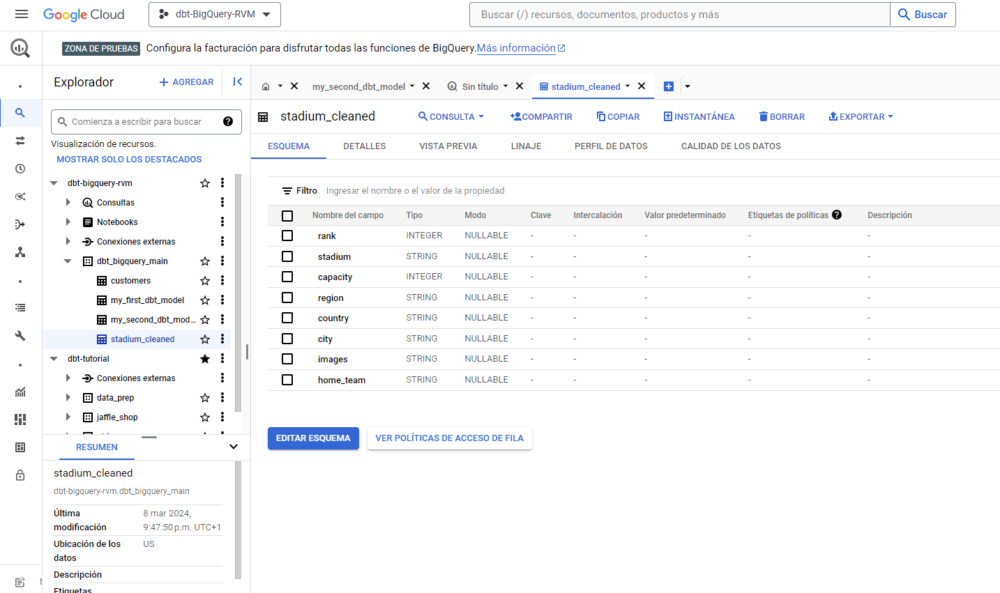 Google Cloud
dbt-BigQuery-RVM
Buscar (/) recursos, documentos, productos y más
Buscar
ZONA DE PRUEBAS
Configura la facturación para disfrutar todas las funciones de BigQuery. Más información
Explorador
AGREGAR
Comienza a escribir para buscar
Visualización de recursos.
MOSTRAR SOLO LOS DESTACADOS
dbt-bigquery-rvm
Consultas
Notebooks
Conexiones externas
dbt_bigquery_main
customers
my_first_dbt_model
my_second_dbt_mod...
stadium_cleaned
dbt-tutorial
Conexiones externas
data_prep
jaffle_shop
RESUMEN
stadium_cleaned
dbt-bigquery-rvm.dbt_bigquery_main
Última modificación
8 mar 2024, 9:47:50 p.m. UTC+1
Ubicación de los datos
US
Descripción
Etiquetas
my_second_dbt_model
Sin título
stadium_cleaned
stadium_cleaned
CONSULTA
COMPARTIR
COPIAR
INSTANTÁNEA
BORRAR
EXPORTAR
ESQUEMA DETALLES VISTA PREVIA LINAJE PERFIL DE DATOS CALIDAD DE LOS DATOS
Filtro Ingresar el nombre o el valor de la propiedad
Nombre del campo Tipo Modo Clave Intercalación Valor predeterminado Etiquetas de políticas Descripción
rank INTEGER NULLABLE - - - - -
stadium STRING NULLABLE - - - - -
capacity INTEGER NULLABLE - - - - -
region STRING NULLABLE - - - - -
country STRING NULLABLE - - - - -
city STRING NULLABLE - - - - -
images STRING NULLABLE - - - - -
home_team STRING NULLABLE - - - - -
EDITAR ESQUEMA
VER POLÍTICAS DE ACCESO DE FILA